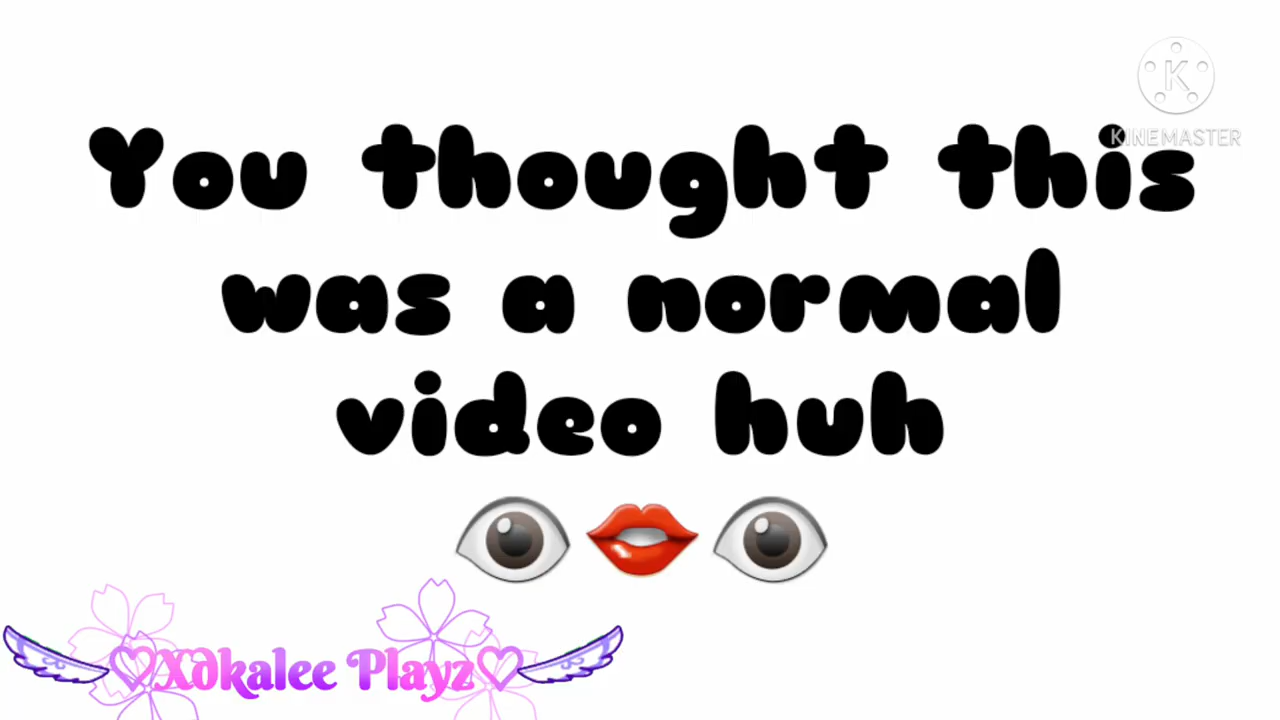 K
KINEMASTER
You thought this
was a normal
video huh
👁️👄👁️
♡Xdkalee Playz♡